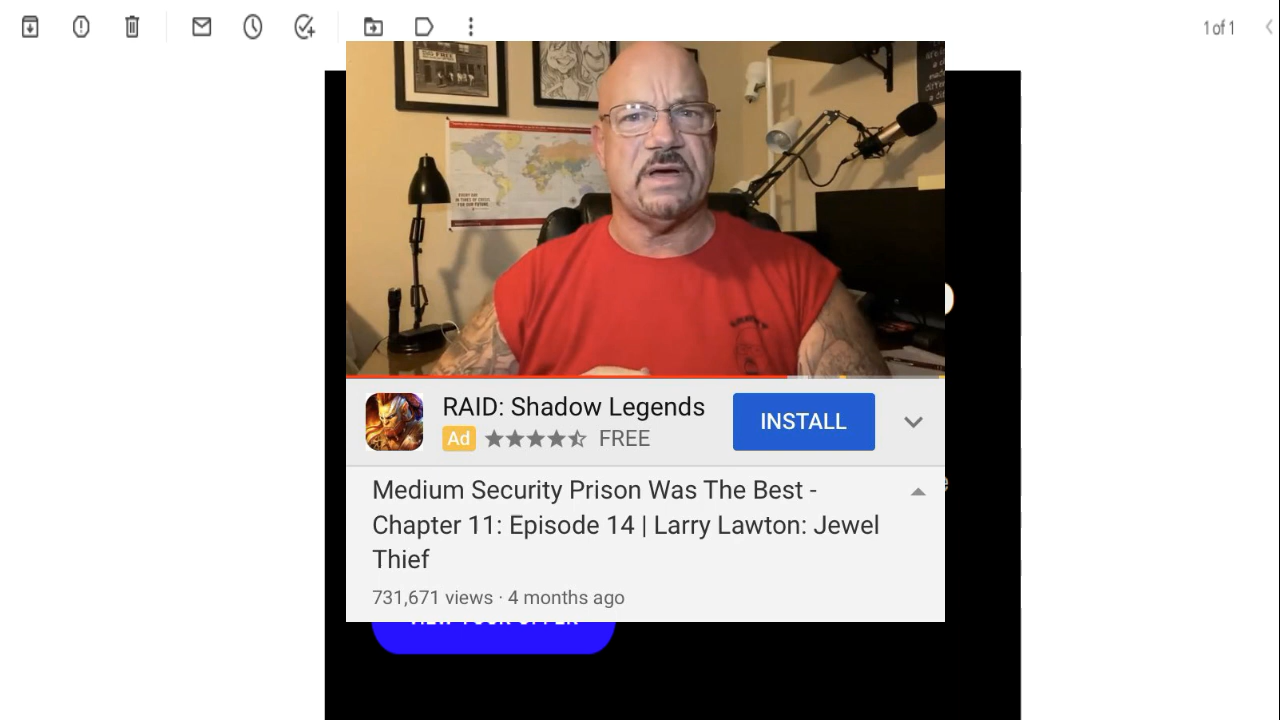 1 of 1
RAID: Shadow Legends
Ad
FREE
INSTALL
Medium Security Prison Was The Best -
Chapter 11: Episode 14 | Larry Lawton: Jewel
Thief
731,671 views · 4 months ago